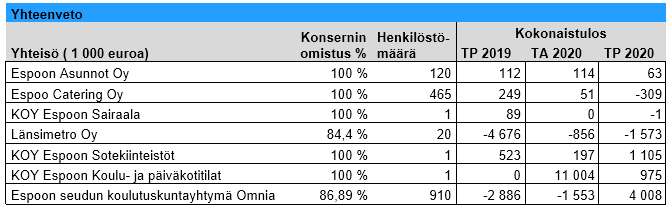 Yhteenveto
Konsernin Henkilöstö- Kokonaistulos
Yhteisö ( 1 000 euroa) omistus % määrä TP 2019 TA 2020 TP 2020
Espoon Asunnot Oy 100 % 120 112 114 63
Espoo Catering Oy 100 % 465 249 51 -309
KOY Espoon Sairaala 100 % 1 89 0 -1
Länsimetro Oy 84,4 % 20 -4 676 -856 -1 573
KOY Espoon Sotekiinteistöt 100 % 1 523 197 1 105
KOY Espoon Koulu- ja päiväkotitilat 100 % 1 0 11 004 975
Espoon seudun koulutuskuntayhtymä Omnia 86,89 % 910 -2 886 -1 553 4 008